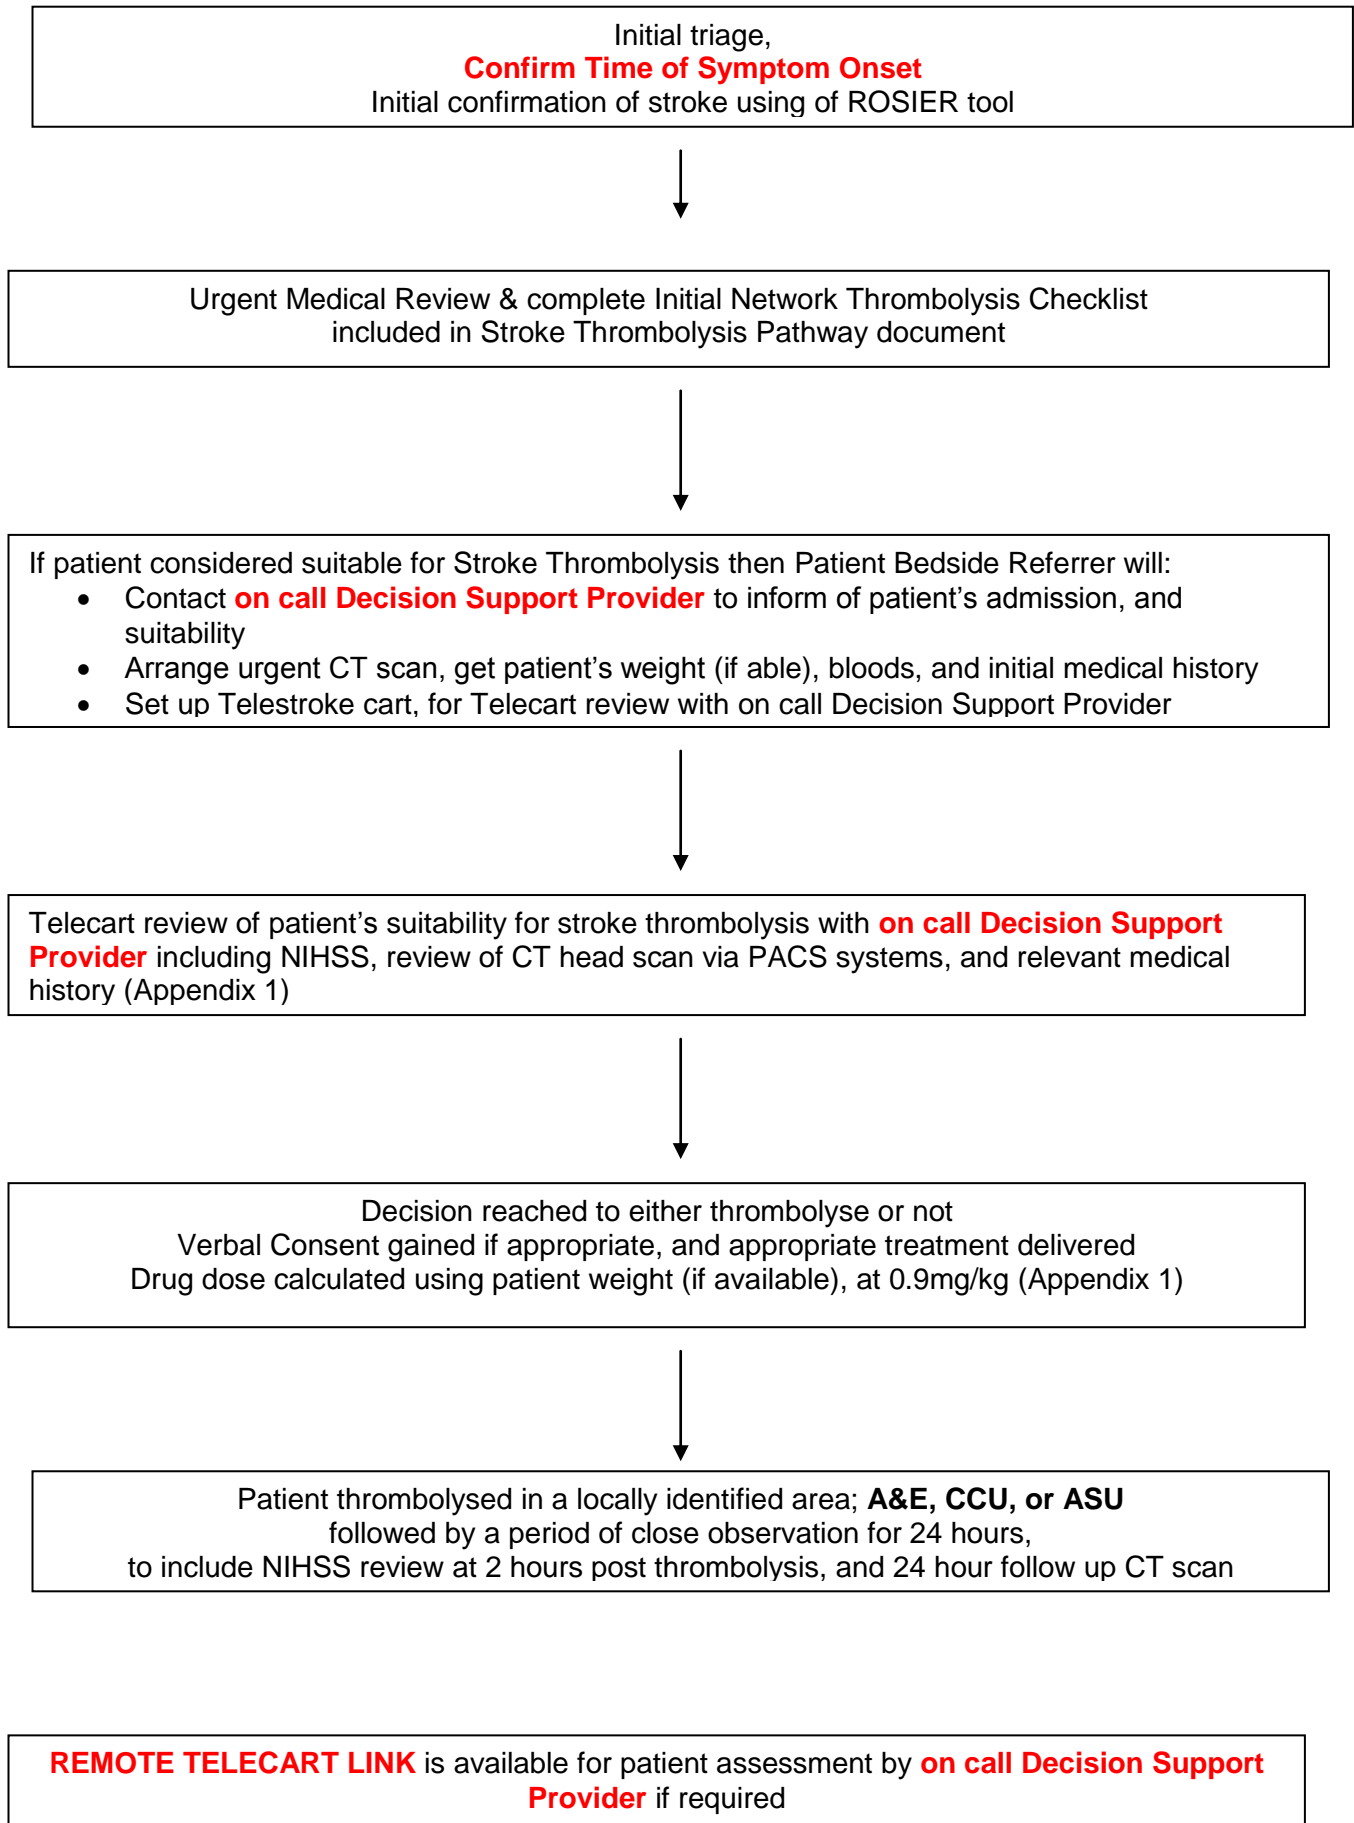 Initial triage,
Confirm Time of Symptom Onset
Initial confirmation of stroke using of ROSIER tool
Urgent Medical Review & complete Initial Network Thrombolysis Checklist
included in Stroke Thrombolysis Pathway document
If patient considered suitable for Stroke Thrombolysis then Patient Bedside Referrer will:
• Contact on call Decision Support Provider to inform of patient's admission, and
suitability
• Arrange urgent CT scan, get patient's weight (if able), bloods, and initial medical history
• Set up Telestroke cart, for Telecart review with on call Decision Support Provider
Telecart review of patient's suitability for stroke thrombolysis with on call Decision Support
Provider including NIHSS, review of CT head scan via PACS systems, and relevant medical
history (Appendix 1)
Decision reached to either thrombolyse or not
Verbal Consent gained if appropriate, and appropriate treatment delivered
Drug dose calculated using patient weight (if available), at 0.9mg/kg (Appendix 1)
Patient thrombolysed in a locally identified area; A&E, CCU, or ASU
followed by a period of close observation for 24 hours,
to include NIHSS review at 2 hours post thrombolysis, and 24 hour follow up CT scan
REMOTE TELECART LINK is available for patient assessment by on call Decision Support
Provider if required